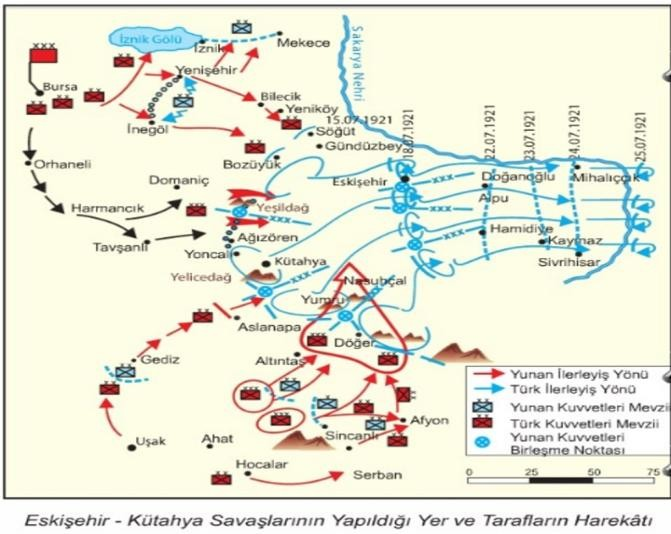 İznik Gölü
İznik
Mekece
Sakarya Nehri
XXX
Bursa
Yenişehir
Bilecik
Yeniköy
İnegöl
15.07.1921
Söğüt
Gündüzbey
18.07.1921
22.07.1921
23.07.1921
24.07.1921
25.07.1921
Orhaneli
Bozüyük
Domaniç
Eskişehir
Doğanoğlu
Mihalıççık
Alpu
Harmancık
Yeşildağ
Tavşanlı
Ağızören
Hamidiye
Kaymaz
Yoncalı
Kütahya
Sivrihisar
Yelicedağ
Nasuhçal
Yumru
Aslanapa
Döğer
Gediz
Altıntaş
Afyon
Uşak
Ahat
Sincanlı
Hocalar
Serban
Yunan İlerleyiş Yönü
Türk İlerleyiş Yönü
Yunan Kuvvetleri Mevzii
Türk Kuvvetleri Mevzii
Yunan Kuvvetleri
Birleşme Noktası
0 25 50 75
Eskişehir - Kütahya Savaşlarının Yapıldığı Yer ve Tarafların Harekâtı